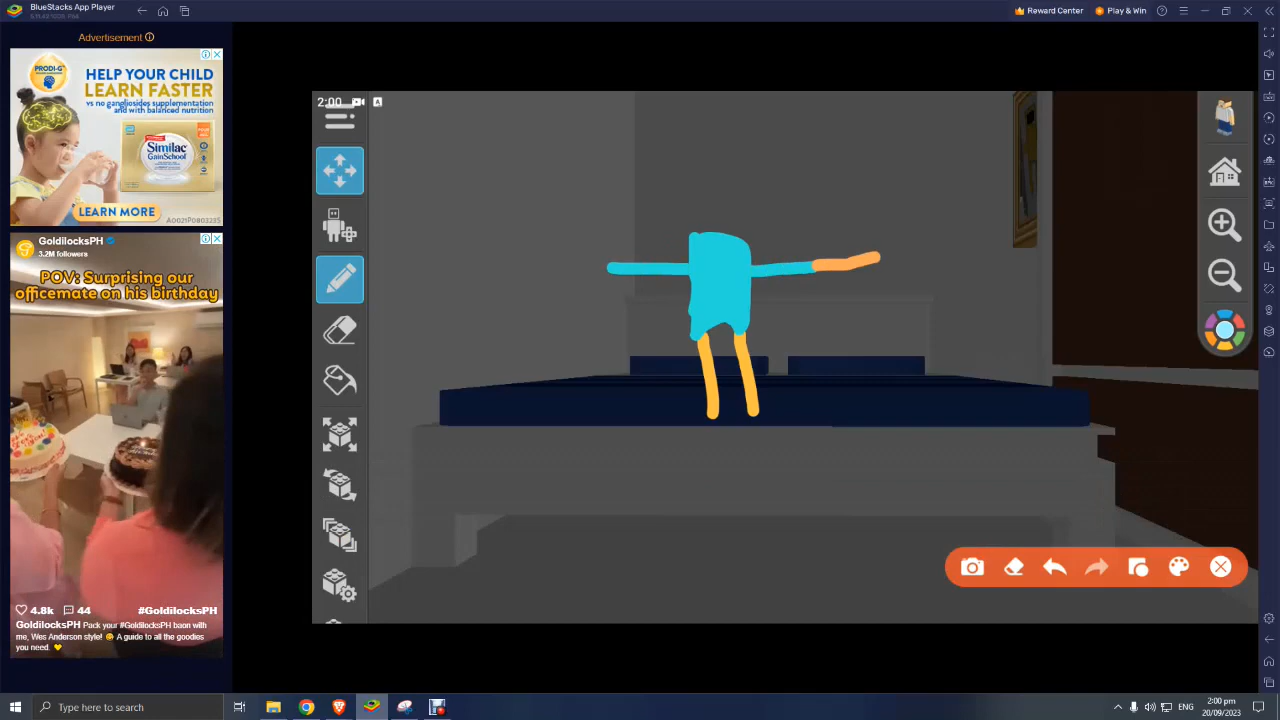 BlueStacks App Player
Reward Center
Play & Win
Advertisement
PRODI-G
HELP YOUR CHILD
LEARN FASTER
vs no gangliosides supplementation
and with balanced nutrition
Similac
GainSchool
LEARN MORE
GoldilocksPH
3.2M followers
POV: Surprising our
officemate on his birthday
4.8k
44
#GoldilocksPH
GoldilocksPH Pack your #GoldilocksPH baon with
me, Wes Anderson style! 😋 A guide to all the goodies
you need. 💛
2:00
A
Type here to search
ENG
2:00 pm
20/09/2023